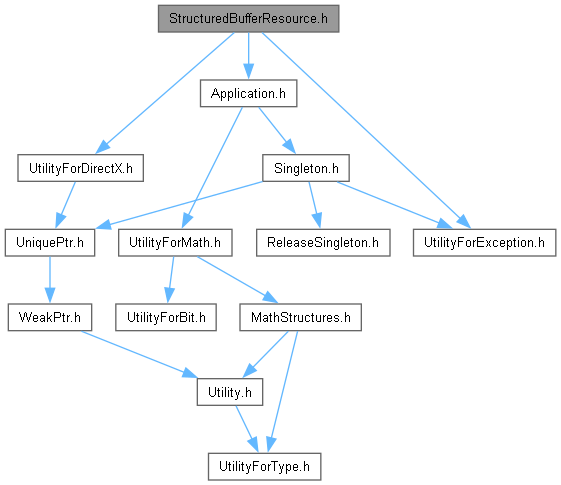 StructuredBufferResource.h
Application.h
UtilityForDirectX.h
Singleton.h
UniquePtr.h
UtilityForMath.h
ReleaseSingleton.h
UtilityForException.h
WeakPtr.h
UtilityForBit.h
MathStructures.h
Utility.h
UtilityForType.h